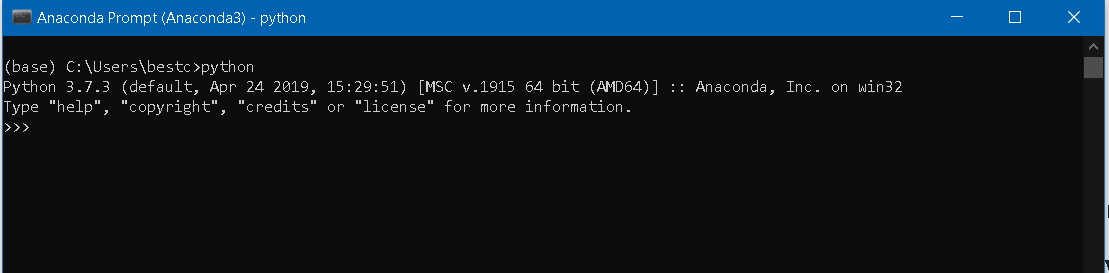 Anaconda Prompt (Anaconda3) - python
(base) C:\Users\bestc>python
Python 3.7.3 (default, Apr 24 2019, 15:29:51) [MSC v.1915 64 bit (AMD64)] :: Anaconda, Inc. on win32
Type "help", "copyright", "credits" or "license" for more information.
>>>